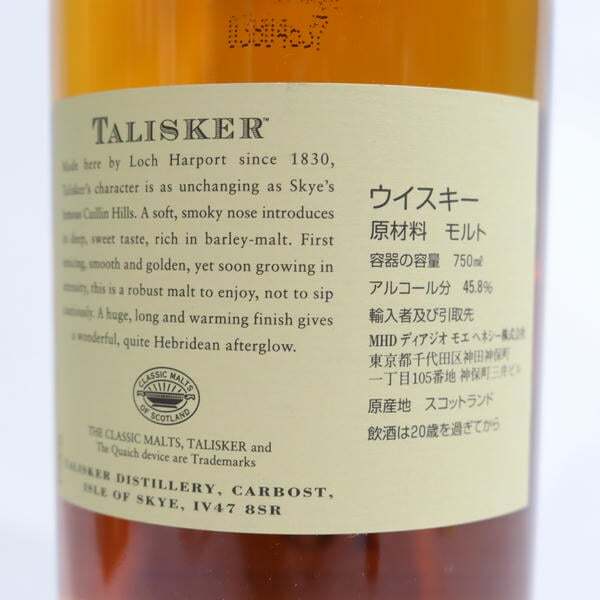 TALISKER™
Made here by Loch Harport since 1830,
Talisker's character is as unchanging as Skye's
famous Cuillin Hills. A soft, smoky nose introduces
deep, sweet taste, rich in barley-malt. First
smooth and golden, yet soon growing in
intensity, this is a robust malt to enjoy, not to sip
cautiously. A huge, long and warming finish gives
a wonderful, quite Hebridean afterglow.
CLASSIC MALTS
OF SCOTLAND
THE CLASSIC MALTS, TALISKER and
The Quaich device are Trademarks
TALISKER DISTILLERY, CARBOST,
ISLE OF SKYE, IV47 8SR
ウイスキー
原材料 モルト
容器の容量 750㎖
アルコール分 45.8%
輸入者及び引取先
MHD ディアジオ モエ ヘネシー株式会社
東京都千代田区神田神保町
一丁目105番地 神保町三井ビル
原産地 スコットランド
飲酒は20歳を過ぎてから